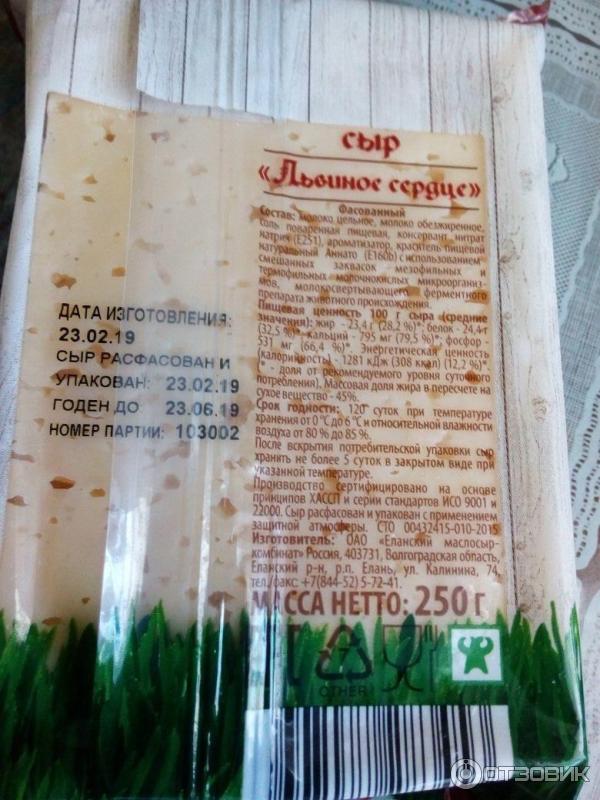 сыр
«Львиное сердце»
Фасованный
Состав: молоко цельное, молоко обезжиренное,
соль поваренная пищевая, консервант нитрат
натрия (Е251), ароматизатор, краситель пищевой
натуральный Аннато (Е160b) с использованием
смешанных заквасок мезофильных и
термофильных молочнокислых микроорганиз-
мов, молокосвертывающего ферментного
препарата животного происхождения.
Пищевая ценность 100 г сыра (средние
значения): жир - 23,4 г (28,2 %)*; белок - 24,4 г
(32,5 %)*; кальций - 795 мг (79,5 %)*; фосфор -
531 мг (66,4 %)*. Энергетическая ценность
(калорийность) - 1281 кДж (308 ккал) (12,2 %)*.
* - доля от рекомендуемого уровня суточного
потребления). Массовая доля жира в пересчете на
сухое вещество - 45%.
Срок годности: 120 суток при температуре
хранения от 0°С до 6°С и относительной влажности
воздуха от 80 % до 85 %.
После вскрытия потребительской упаковки сыр
хранить не более 5 суток в закрытом виде при
указанной температуре.
Производство сертифицировано на основе
принципов ХАССП и серии стандартов ИСО 9001 и
22000. Сыр расфасован и упакован с применением
защитной атмосферы. СТО 00432415-010-2015
Изготовитель: ОАО «Еланский маслосыр-
комбинат» Россия, 403731, Волгоградская область,
Еланский р-н, р.п. Елань, ул. Калинина, 74,
тел./факс: +7(844-52) 5-72-41.
МАССА НЕТТО: 250 г
ДАТА ИЗГОТОВЛЕНИЯ:
23.02.19
СЫР РАСФАСОВАН И
УПАКОВАН: 23.02.19
ГОДЕН ДО: 23.06.19
НОМЕР ПАРТИИ: 103002
7
OTHER
ОТЗОВИК